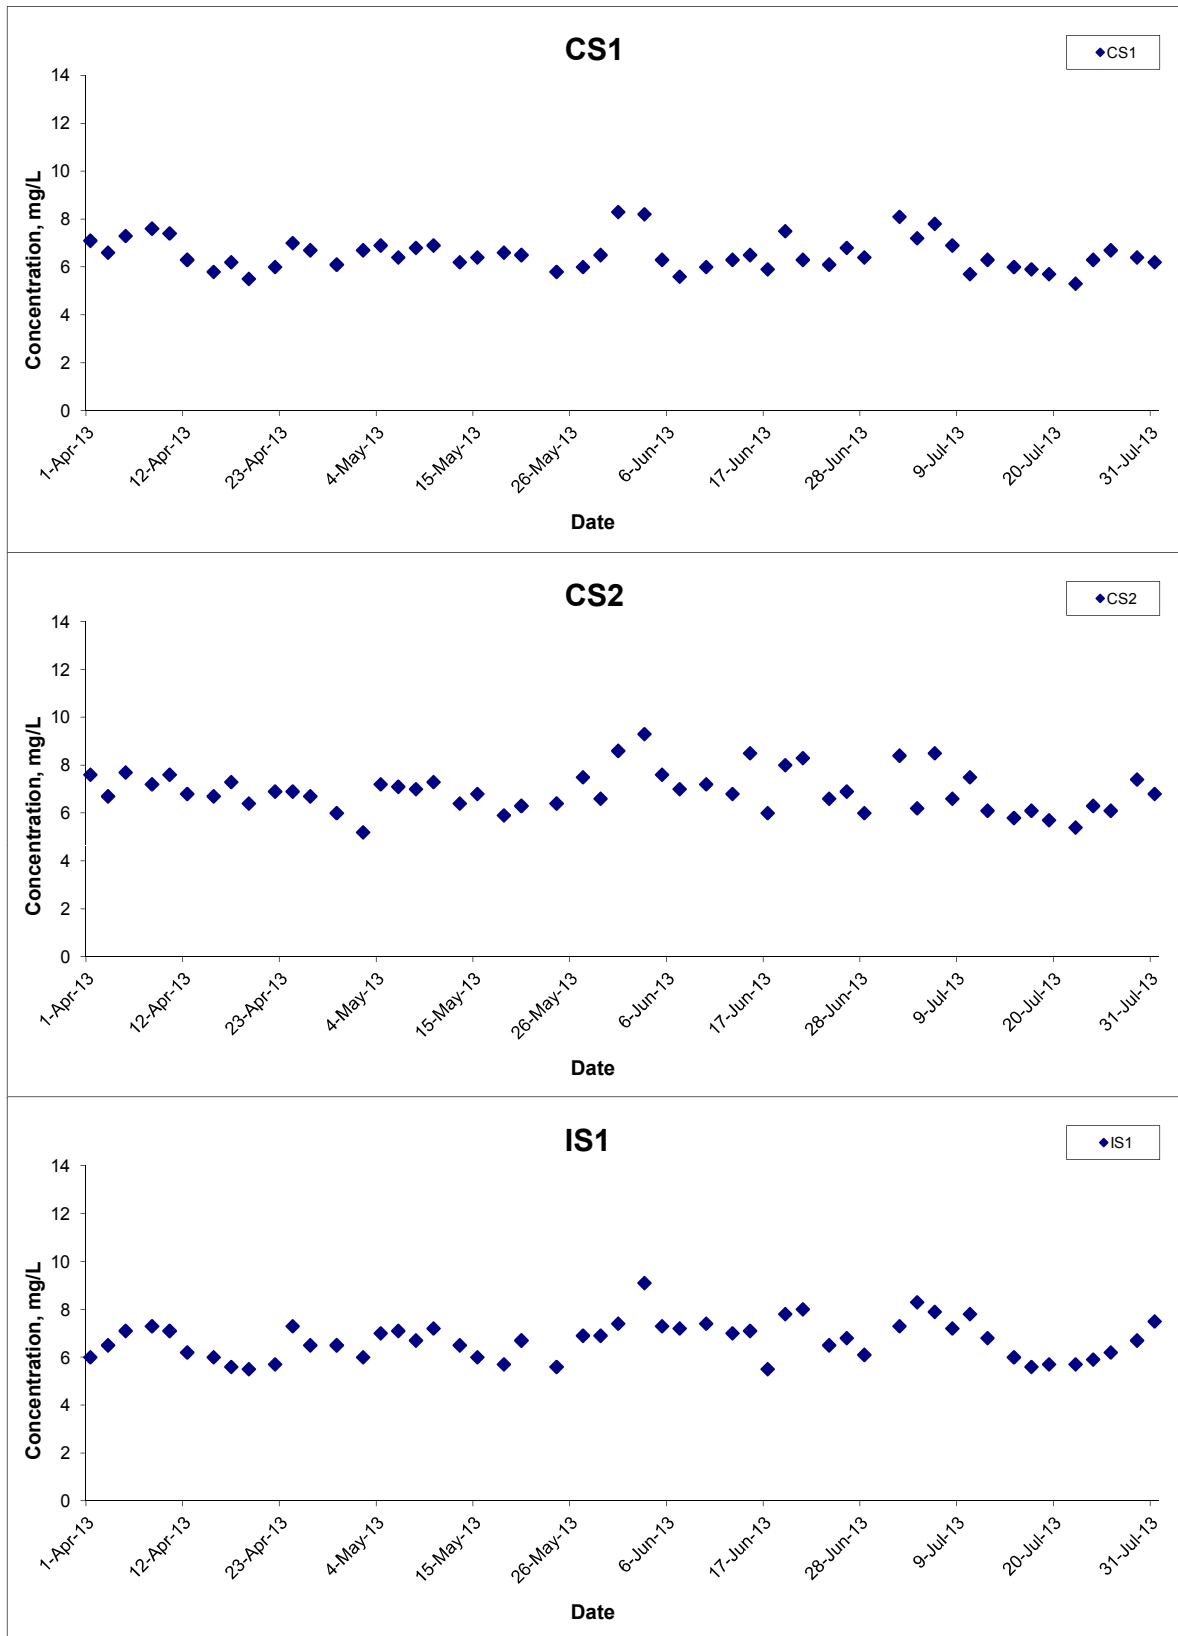 CS1
CS1
14
12
10
8
6
4
2
0
Concentration, mg/L
1-Apr-13
12-Apr-13
23-Apr-13
4-May-13
15-May-13
26-May-13
6-Jun-13
17-Jun-13
28-Jun-13
9-Jul-13
20-Jul-13
31-Jul-13
Date
CS2
CS2
14
12
10
8
6
4
2
0
Concentration, mg/L
1-Apr-13
12-Apr-13
23-Apr-13
4-May-13
15-May-13
26-May-13
6-Jun-13
17-Jun-13
28-Jun-13
9-Jul-13
20-Jul-13
31-Jul-13
Date
IS1
IS1
14
12
10
8
6
4
2
0
Concentration, mg/L
1-Apr-13
12-Apr-13
23-Apr-13
4-May-13
15-May-13
26-May-13
6-Jun-13
17-Jun-13
28-Jun-13
9-Jul-13
20-Jul-13
31-Jul-13
Date